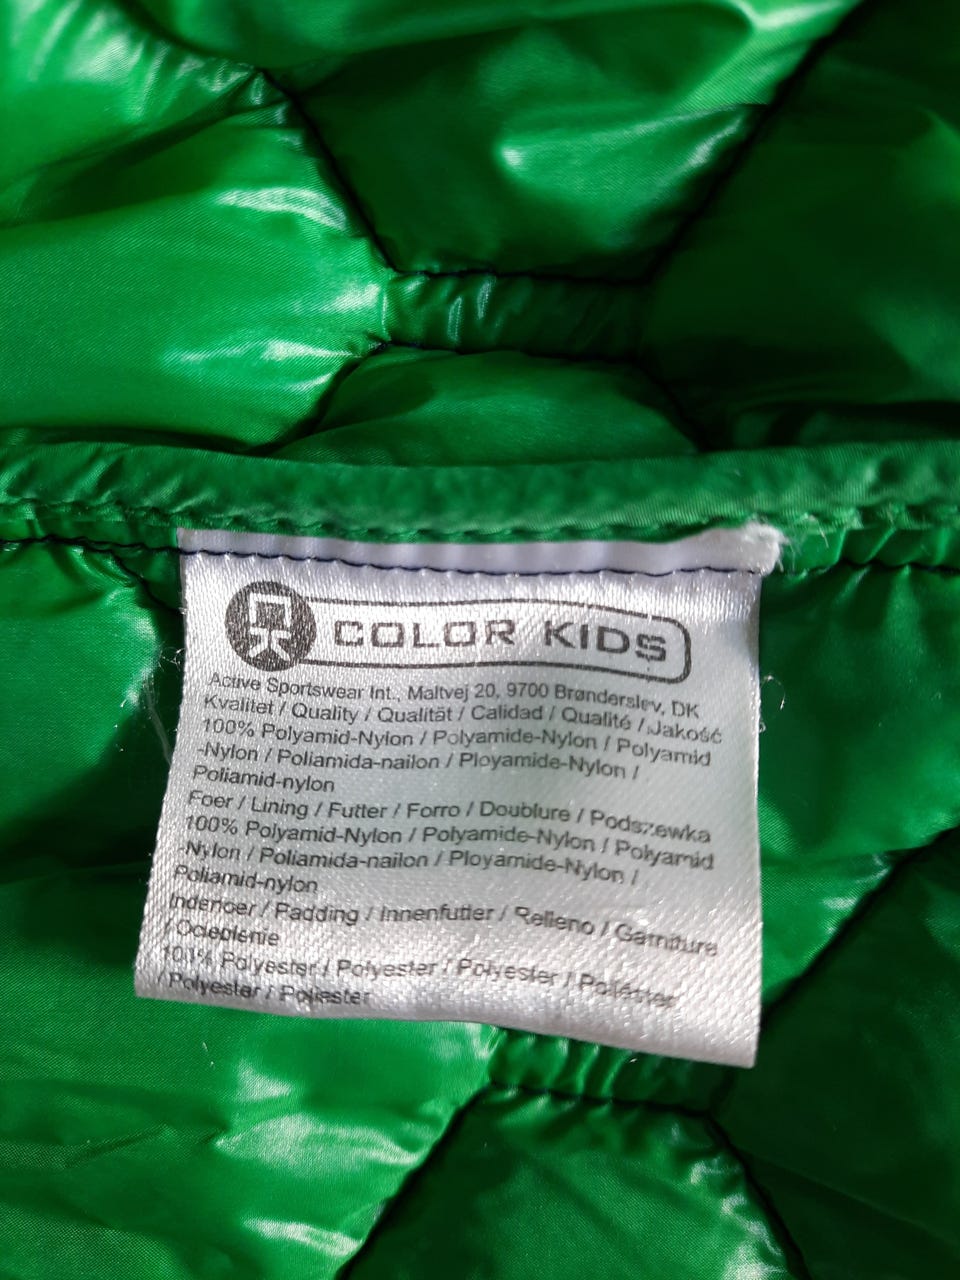 COLOR KIDS
Active Sportswear Int., Maltvej 20, 9700 Brønderslev, DK
Kvalitet / Quality / Qualität / Calidad / Qualité / Jakość
100% Polyamid-Nylon / Polyamide-Nylon / Polyamid
-Nylon / Poliamida-nailon / Ployamide-Nylon /
Poliamid-nylon
Foer / Lining / Futter / Forro / Doublure / Podszewka
100% Polyamid-Nylon / Polyamide-Nylon / Polyamid
Nylon / Poliamida-nailon / Ployamide-Nylon /
Poliamid-nylon
Indercer / Padding / Innenfutter / Relleno / Garniture
/ Ocieplenie
100% Polyester / Polyester / Polyester / Poliéster
/ Polyester / Poliester